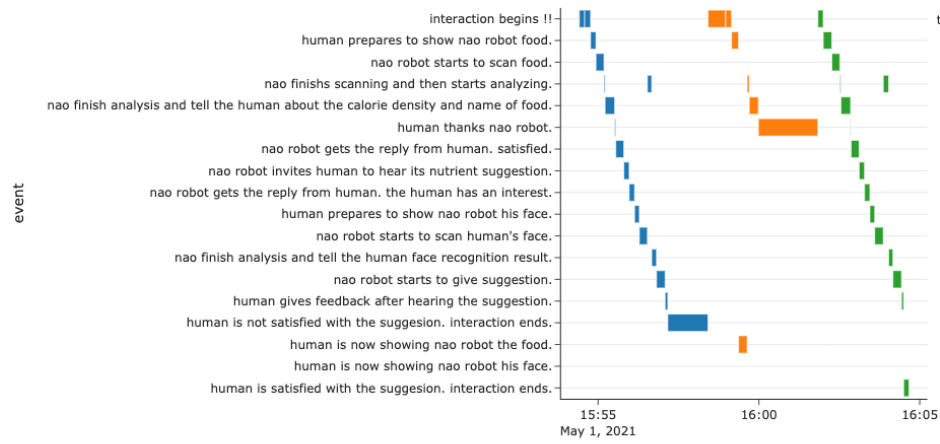 interaction begins !!
human prepares to show nao robot food.
nao robot starts to scan food.
nao finishs scanning and then starts analyzing.
nao finish analysis and tell the human about the calorie density and name of food.
human thanks nao robot.
nao robot gets the reply from human. satisfied.
nao robot invites human to hear its nutrient suggestion.
nao robot gets the reply from human. the human has an interest.
human prepares to show nao robot his face.
nao robot starts to scan human's face.
nao finish analysis and tell the human face recognition result.
nao robot starts to give suggestion.
human gives feedback after hearing the suggestion.
human is not satisfied with the suggesion. interaction ends.
human is now showing nao robot the food.
human is now showing nao robot his face.
human is satisfied with the suggesion. interaction ends.
event
15:55
16:00
16:05
May 1, 2021
t